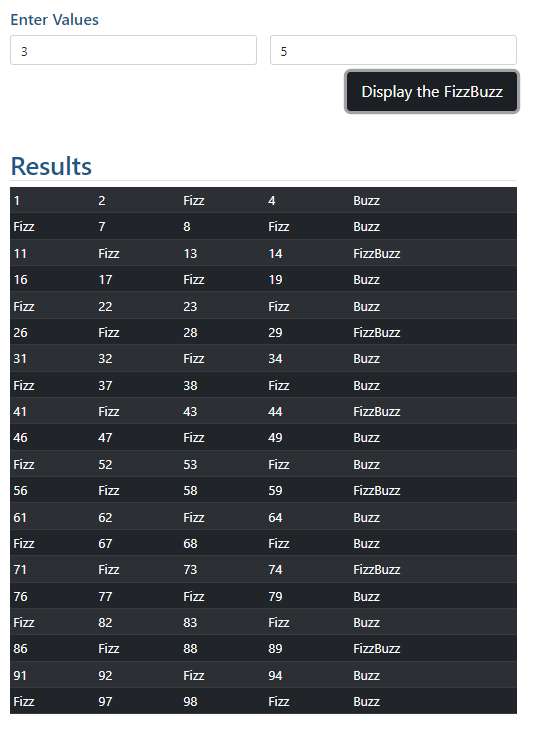 Enter Values
3 5
Display the FizzBuzz
Results
1 2 Fizz 4 Buzz
Fizz 7 8 Fizz Buzz
11 Fizz 13 14 FizzBuzz
16 17 Fizz 19 Buzz
Fizz 22 23 Fizz Buzz
26 Fizz 28 29 FizzBuzz
31 32 Fizz 34 Buzz
Fizz 37 38 Fizz Buzz
41 Fizz 43 44 FizzBuzz
46 47 Fizz 49 Buzz
Fizz 52 53 Fizz Buzz
56 Fizz 58 59 FizzBuzz
61 62 Fizz 64 Buzz
Fizz 67 68 Fizz Buzz
71 Fizz 73 74 FizzBuzz
76 77 Fizz 79 Buzz
Fizz 82 83 Fizz Buzz
86 Fizz 88 89 FizzBuzz
91 92 Fizz 94 Buzz
Fizz 97 98 Fizz Buzz